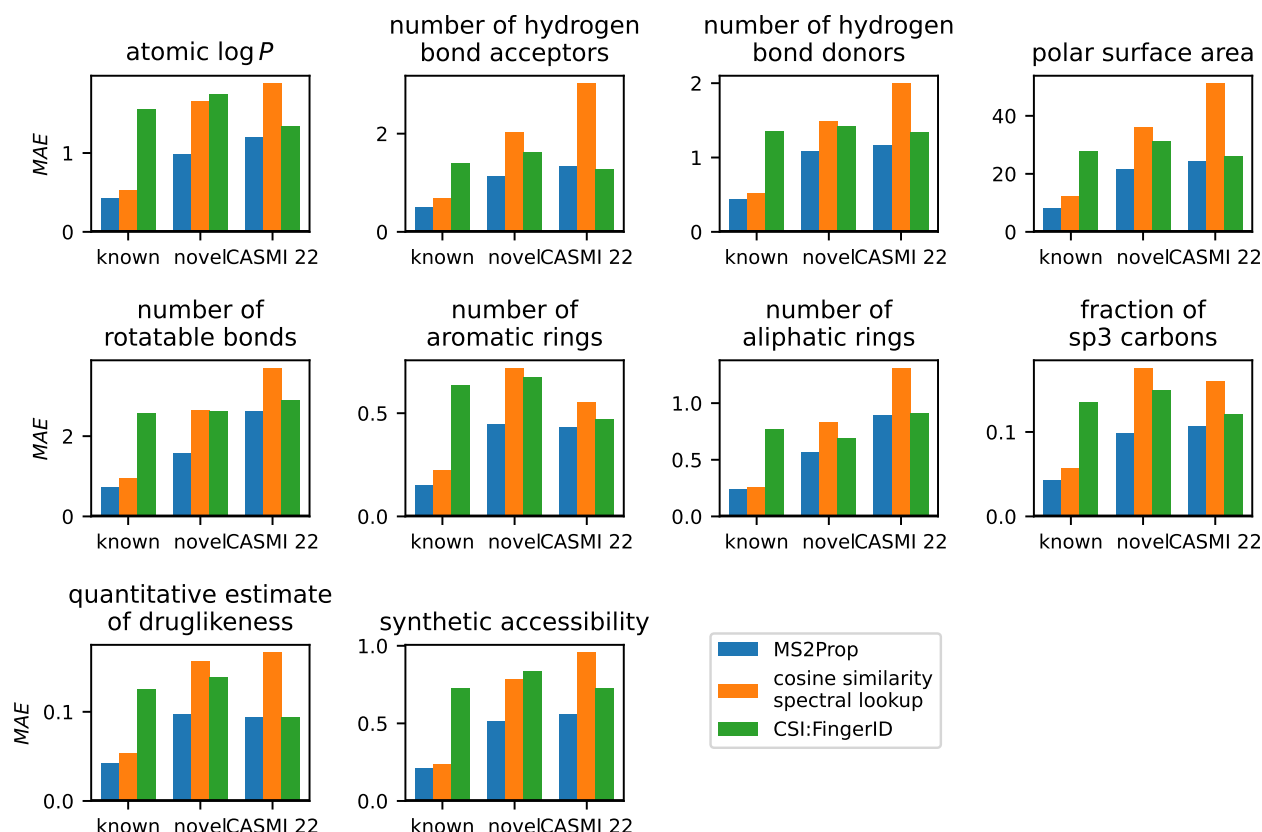 atomic log P
number of hydrogen
bond acceptors
number of hydrogen
bond donors
polar surface area
MAE
1
0
known novel CASMI 22
2
0
known novel CASMI 22
2
1
0
known novel CASMI 22
40
20
0
known novel CASMI 22
number of
rotatable bonds
number of
aromatic rings
number of
aliphatic rings
fraction of
sp3 carbons
MAE
2
0
known novel CASMI 22
0.5
0.0
known novel CASMI 22
1.0
0.5
0.0
known novel CASMI 22
0.1
0.0
known novel CASMI 22
quantitative estimate
of druglikeness
synthetic accessibility
MAE
0.1
0.0
known novel CASMI 22
1.0
0.5
0.0
known novel CASMI 22
MS2Prop
cosine similarity
spectral lookup
CSI:FingerID